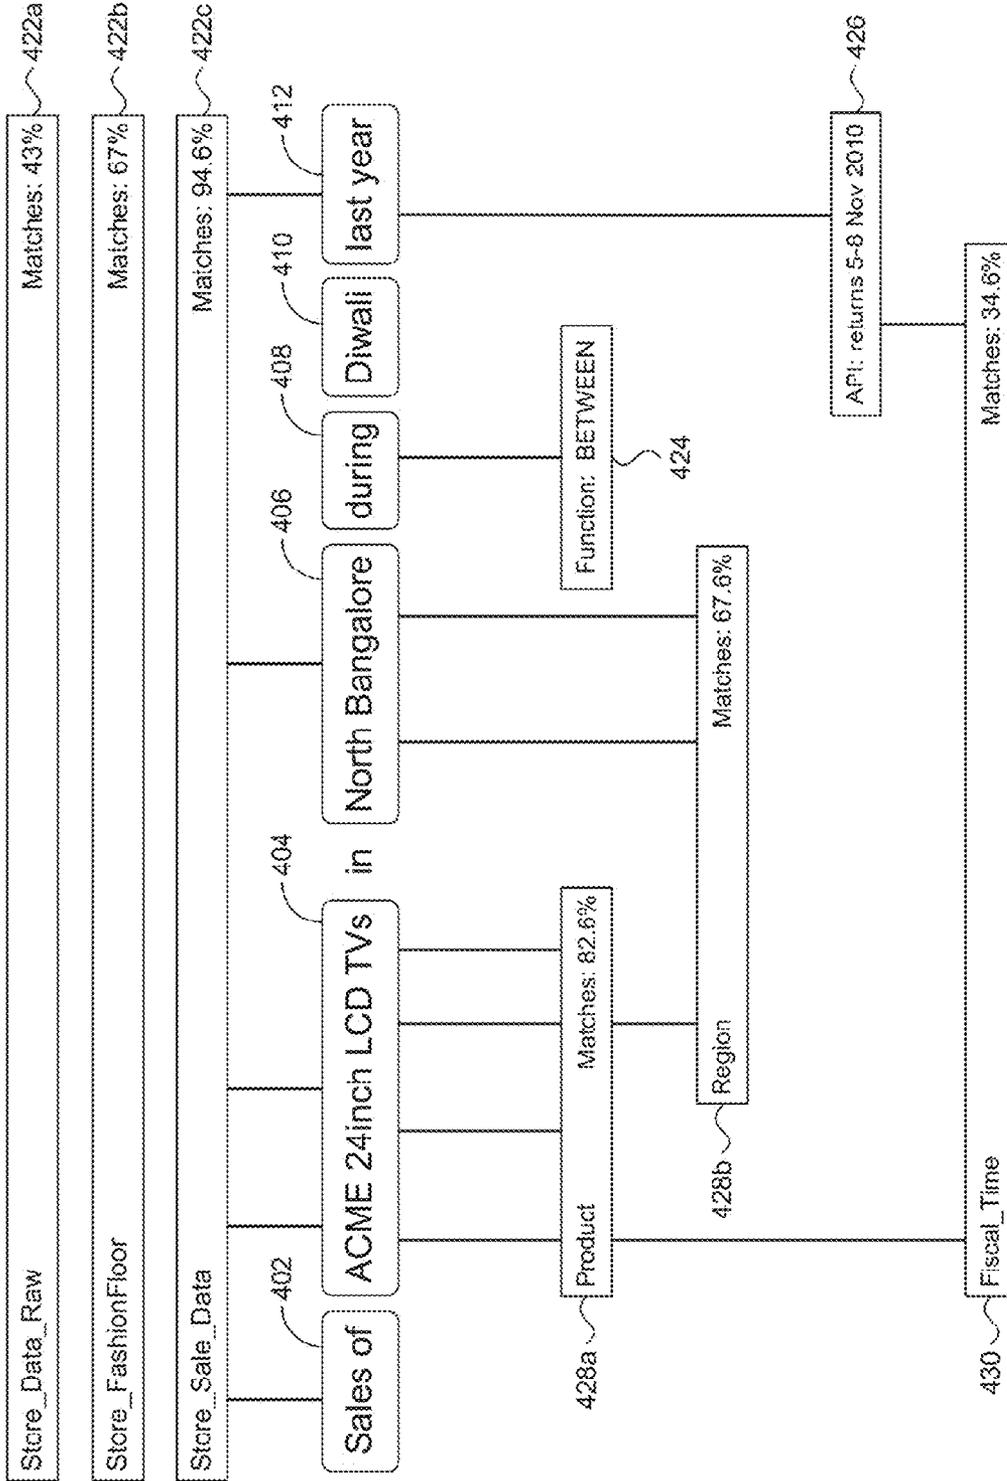 Store_Data_Raw Matches: 43% 422a
Store_FashionFloor Matches: 67% 422b
Store_Sale_Data Matches: 94.6% 422c
402 404 406 408 410 412
Sales of ACME 24inch LCD TVs in North Bangalore during Diwali last year
Product Matches: 82.6% Function: BETWEEN
428a 424
Region Matches: 67.6%
428b
API: returns 5-8 Nov 2010 426
Fiscal_Time Matches: 34.6%
430